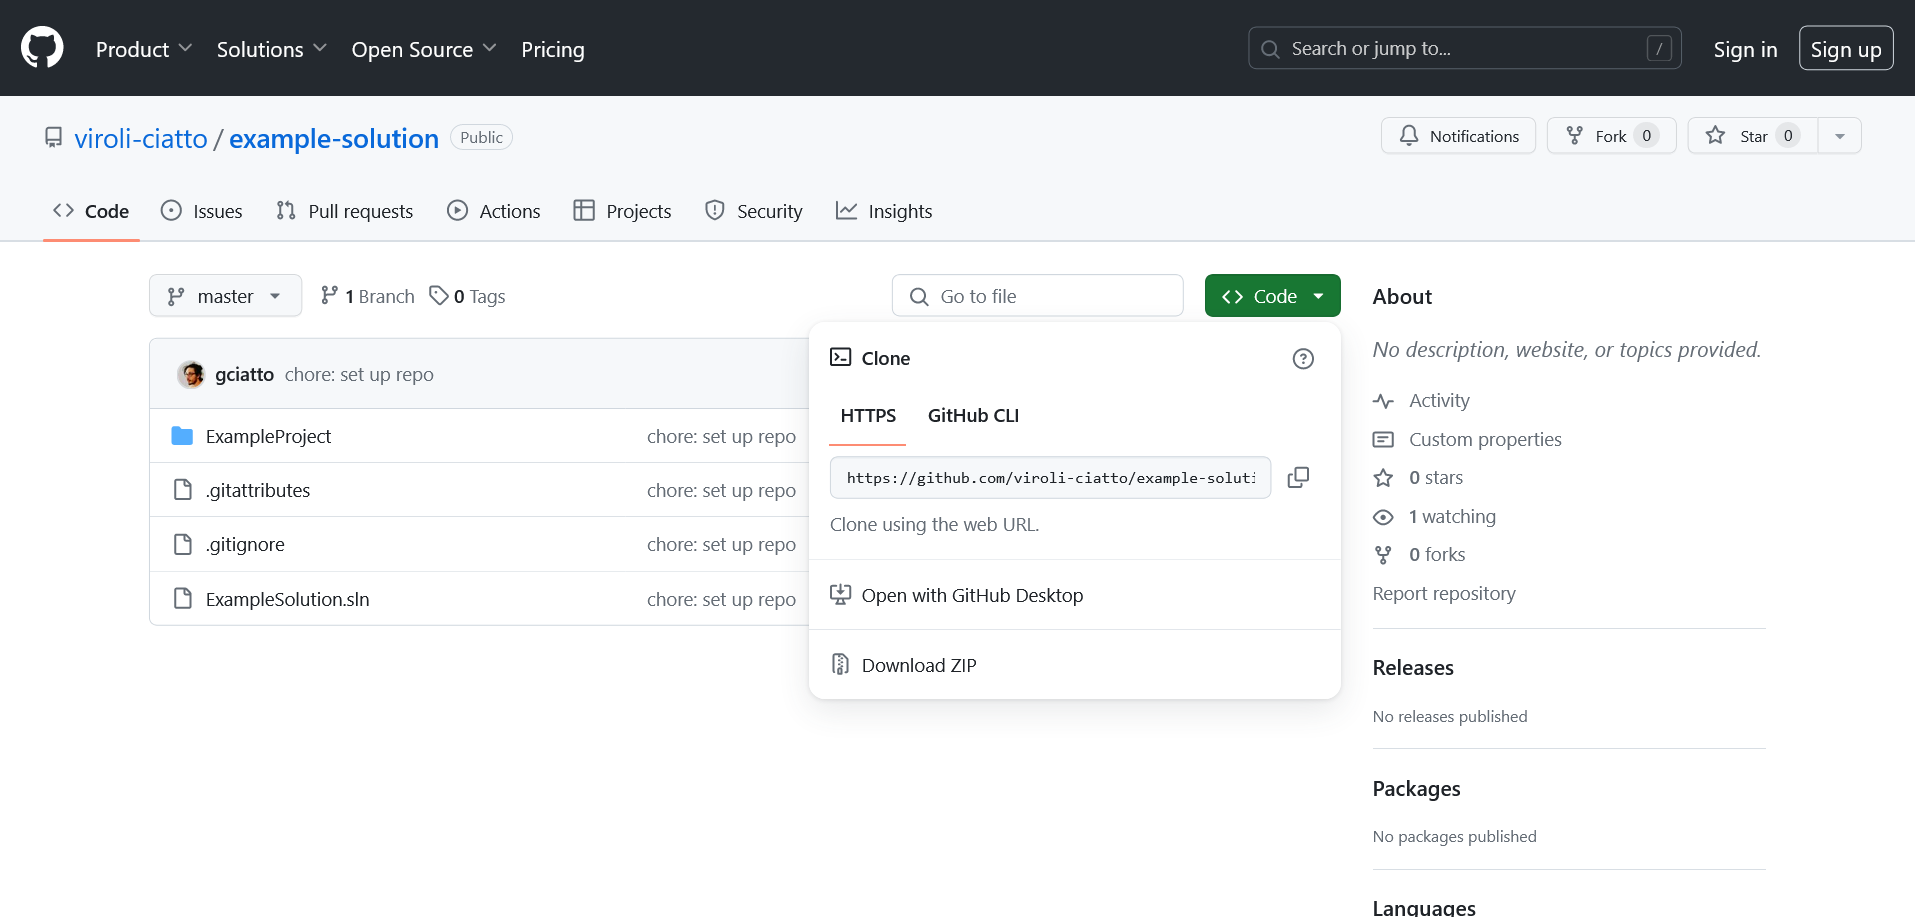 Product Solutions Open Source Pricing Search or jump to... / Sign in Sign up
viroli-ciatto / example-solution Public Notifications Fork 0 Star 0
Code Issues Pull requests Actions Projects Security Insights
master 1 Branch 0 Tags Go to file Code
gciatto chore: set up repo
ExampleProject chore: set up repo
.gitattributes chore: set up repo
.gitignore chore: set up repo
ExampleSolution.sln chore: set up repo
Clone
HTTPS GitHub CLI
https://github.com/viroli-ciatto/example-soluti
Clone using the web URL.
Open with GitHub Desktop
Download ZIP
About
No description, website, or topics provided.
Activity
Custom properties
0 stars
1 watching
0 forks
Report repository
Releases
No releases published
Packages
No packages published
Languages